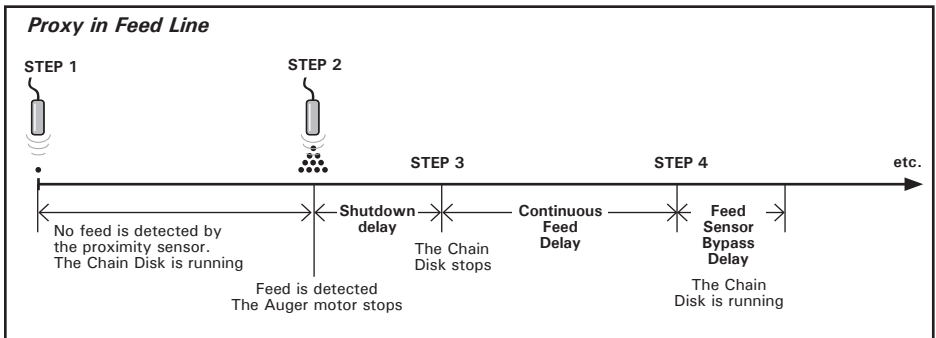 Proxy in Feed Line
STEP 1
STEP 2
STEP 3
STEP 4
etc.
No feed is detected by
the proximity sensor.
The Chain Disk is running
Feed is detected
The Auger motor stops
Shutdown
delay
The Chain
Disk stops
Continuous
Feed
Delay
Feed
Sensor
Bypass
Delay
The Chain
Disk is running